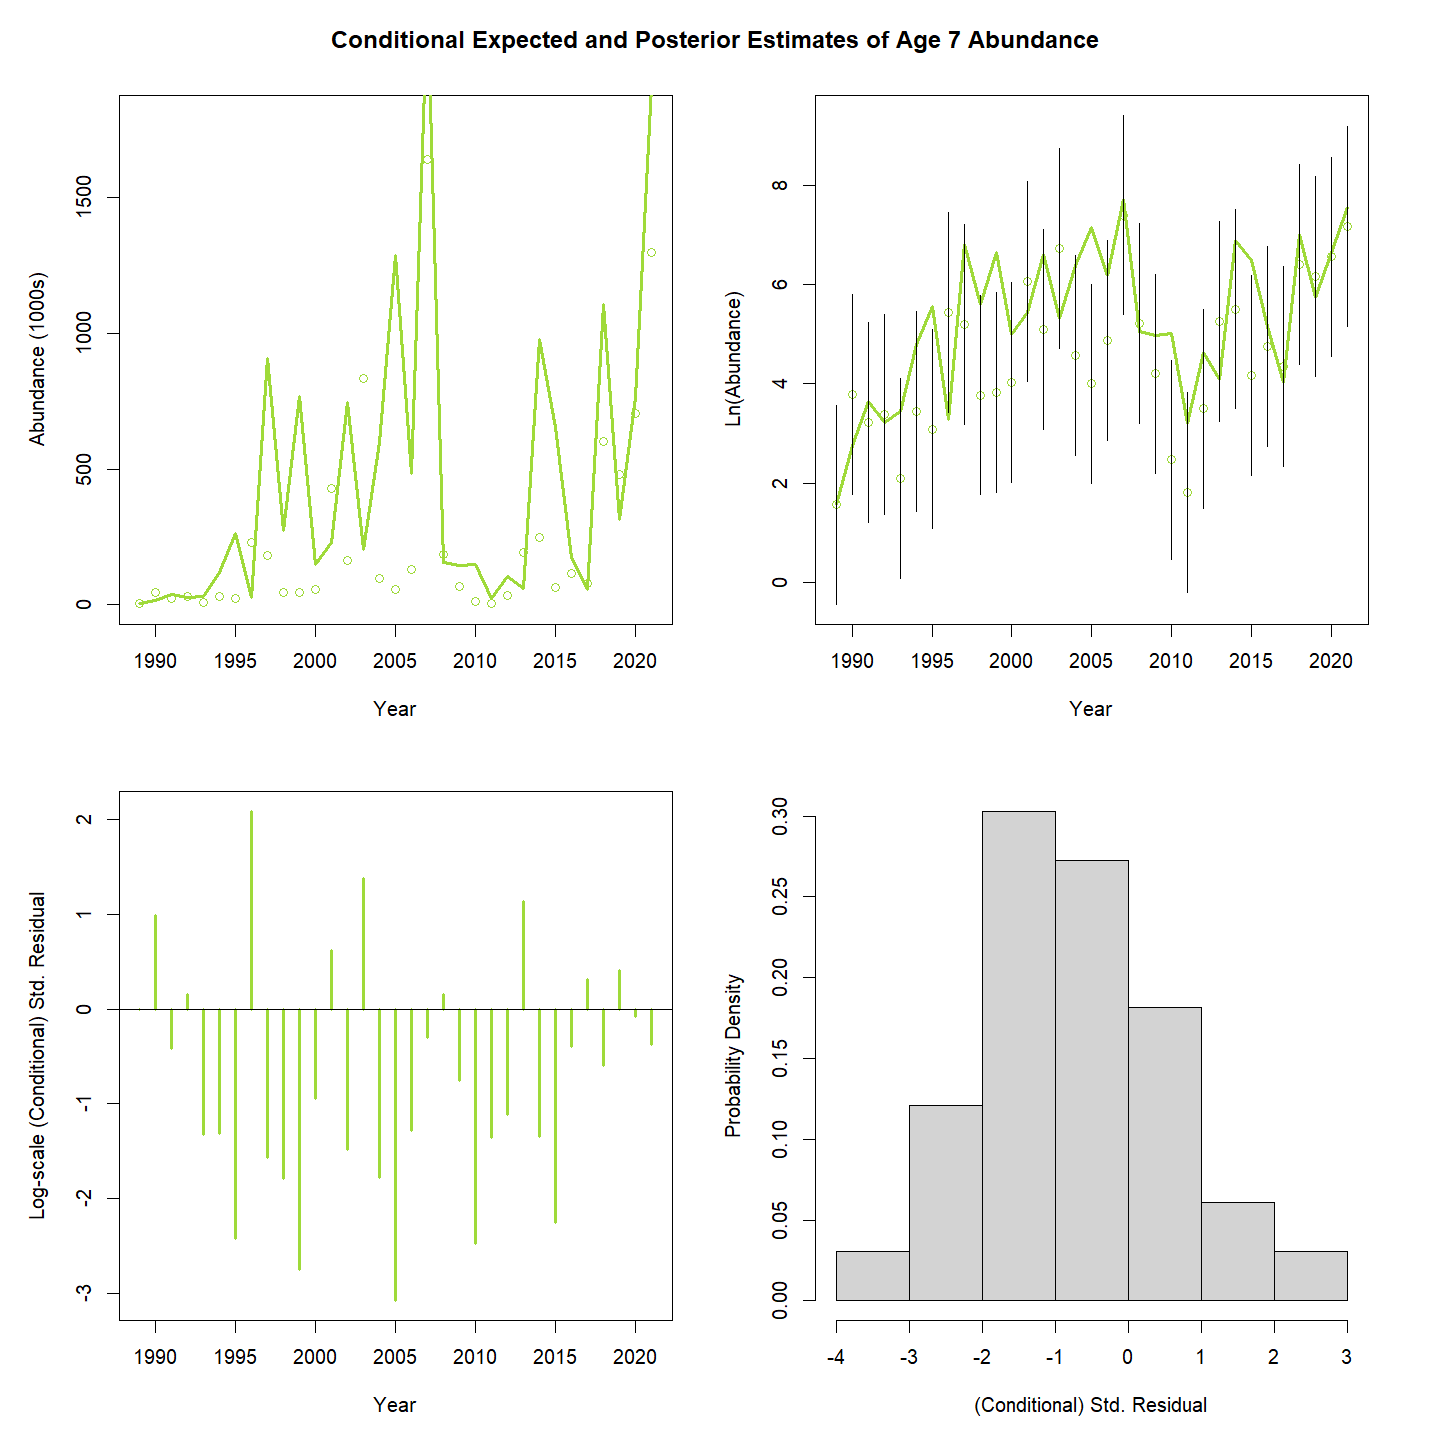 Conditional Expected and Posterior Estimates of Age 7 Abundance
Abundance (1000s)
1500
1000
500
0
1990 1995 2000 2005 2010 2015 2020
Year
Ln(Abundance)
8
6
4
2
0
1990 1995 2000 2005 2010 2015 2020
Year
Log-scale (Conditional) Std. Residual
2
1
0
-1
-2
-3
1990 1995 2000 2005 2010 2015 2020
Year
Probability Density
0.30
0.25
0.20
0.15
0.10
0.05
0.00
-4 -3 -2 -1 0 1 2 3
(Conditional) Std. Residual